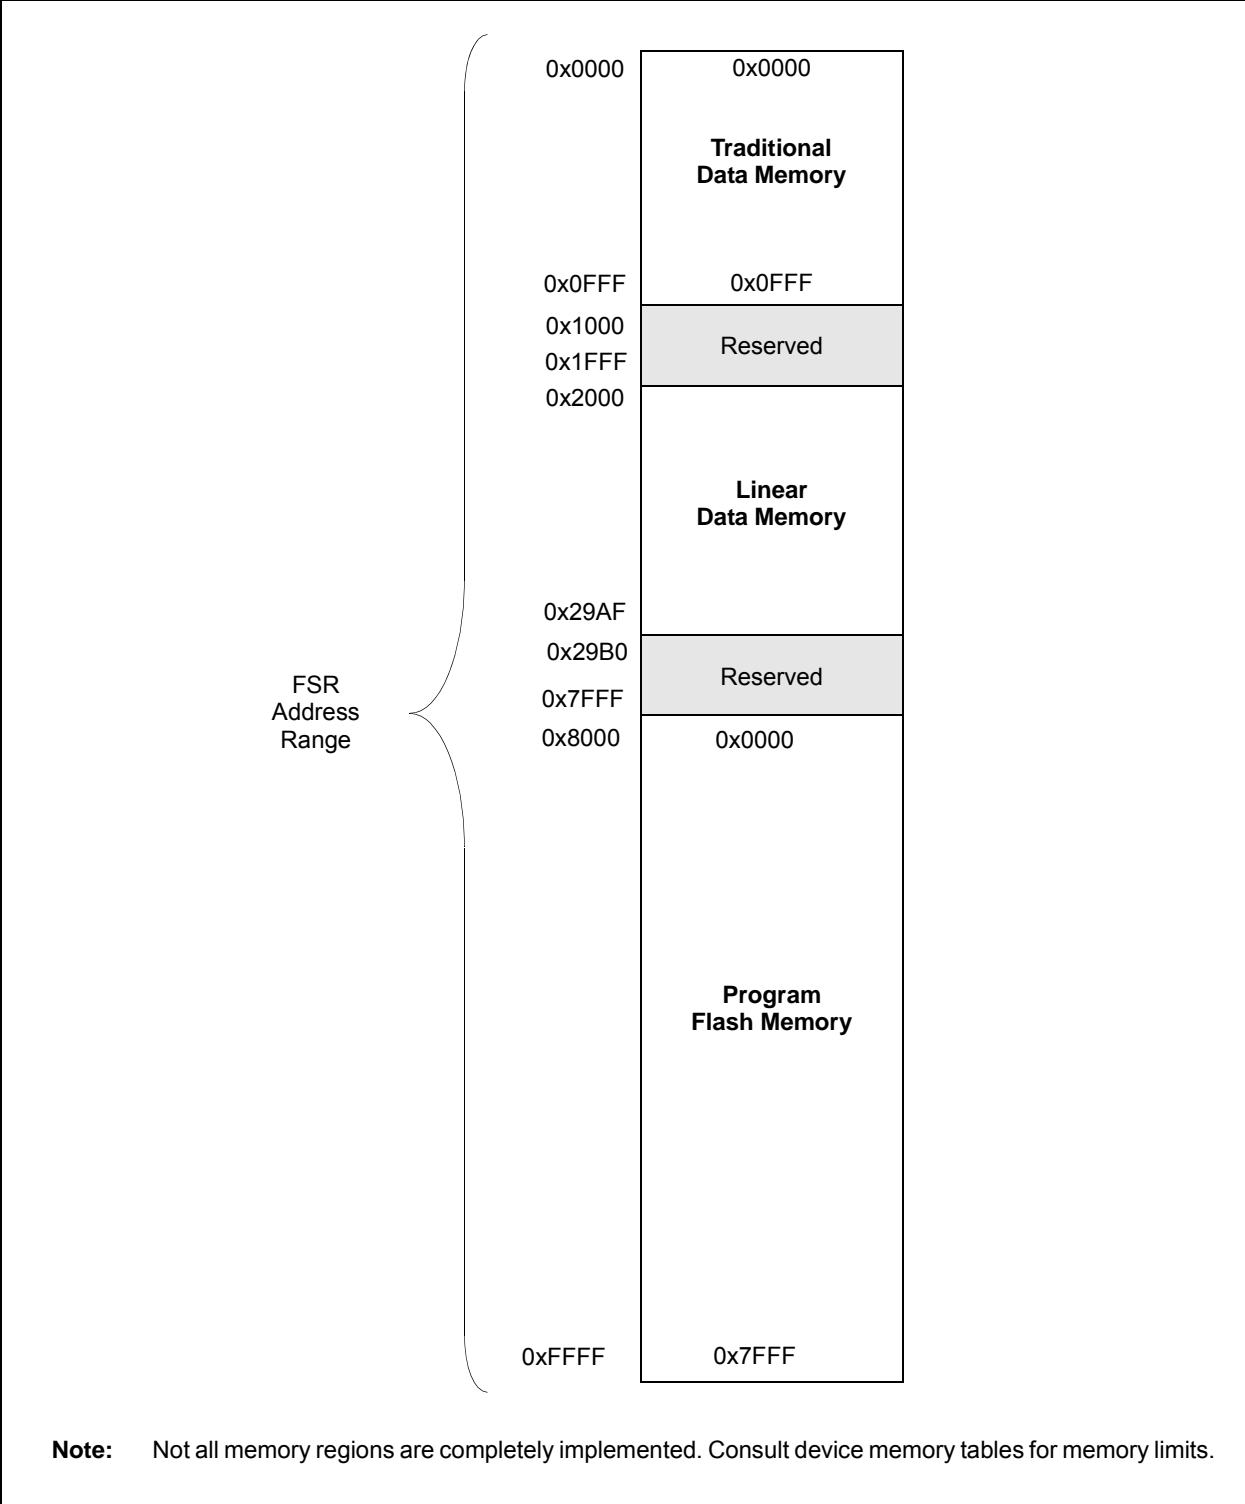 0x0000 0x0000
Traditional
Data Memory
0x0FFF 0x0FFF
0x1000
Reserved
0x1FFF
0x2000
Linear
Data Memory
0x29AF
0x29B0
Reserved
0x7FFF
FSR
Address
Range
0x8000 0x0000
Program
Flash Memory
0xFFFF 0x7FFF
Note: Not all memory regions are completely implemented. Consult device memory tables for memory limits.